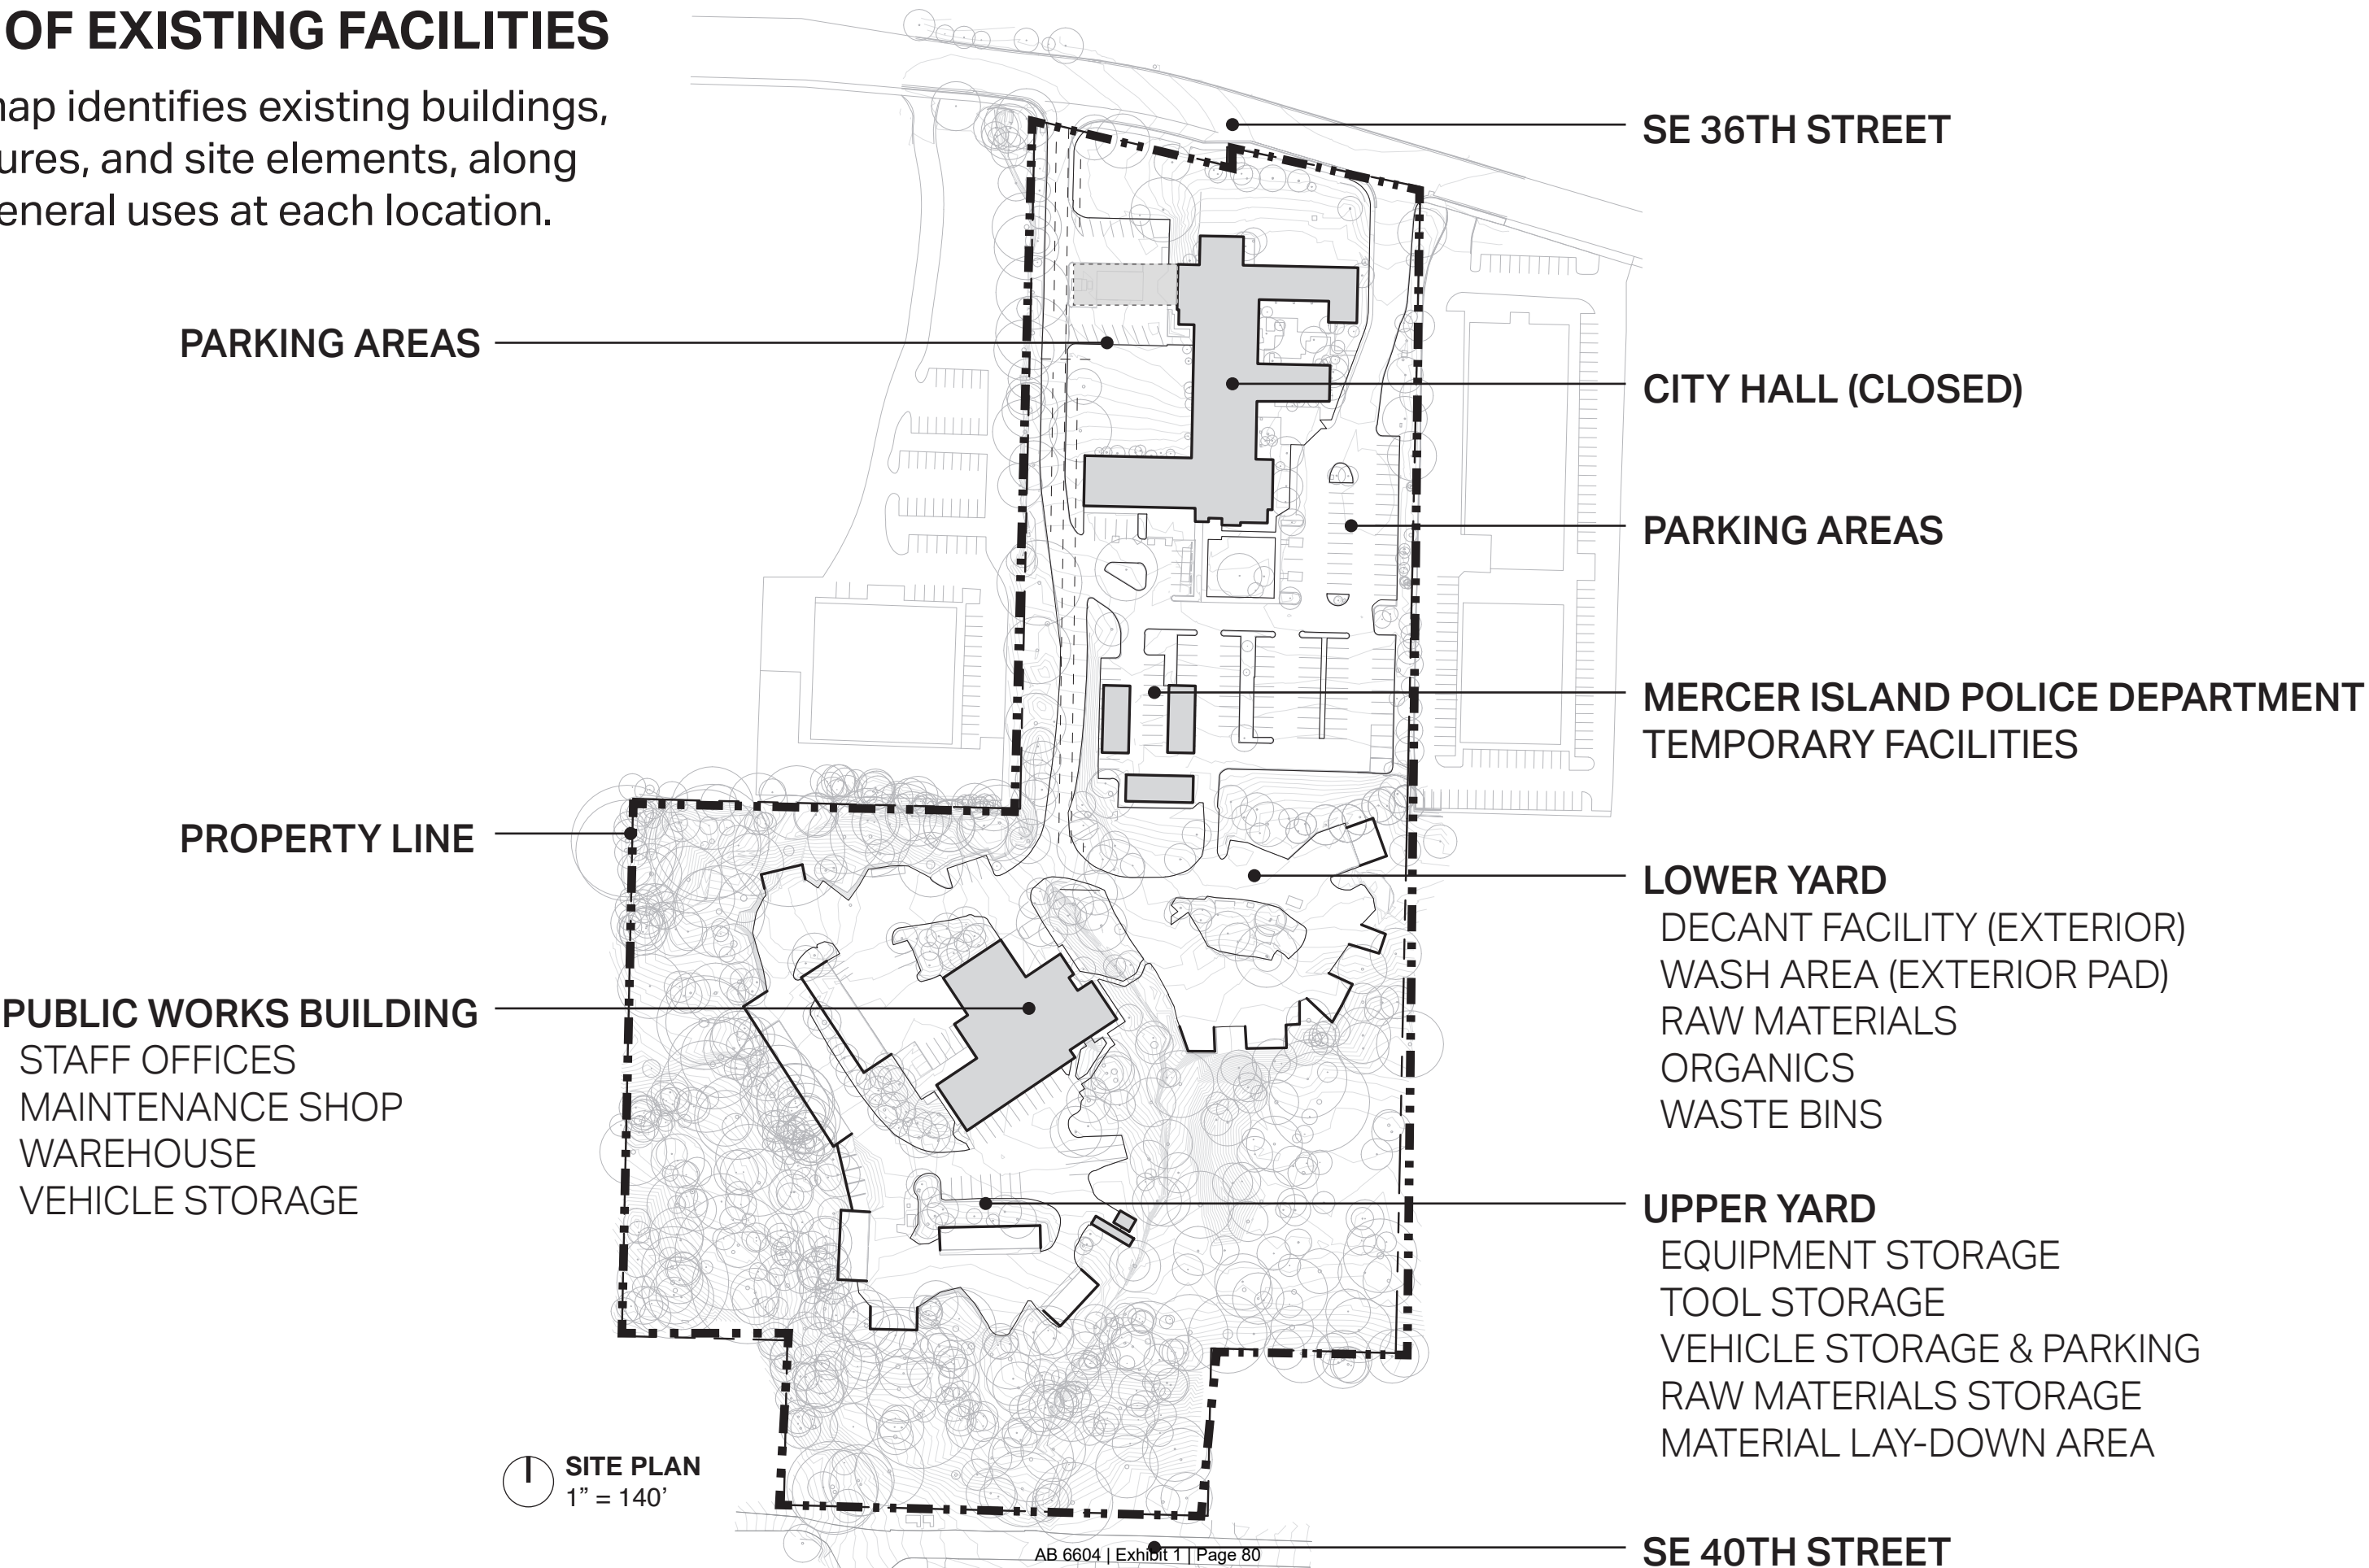 OF EXISTING FACILITIES
map identifies existing buildings,
ures, and site elements, along
eneral uses at each location.
PARKING AREAS
PROPERTY LINE
PUBLIC WORKS BUILDING
STAFF OFFICES
MAINTENANCE SHOP
WAREHOUSE
VEHICLE STORAGE
SE 36TH STREET
CITY HALL (CLOSED)
PARKING AREAS
MERCER ISLAND POLICE DEPARTMENT
TEMPORARY FACILITIES
LOWER YARD
DECANT FACILITY (EXTERIOR)
WASH AREA (EXTERIOR PAD)
RAW MATERIALS
ORGANICS
WASTE BINS
UPPER YARD
EQUIPMENT STORAGE
TOOL STORAGE
VEHICLE STORAGE & PARKING
RAW MATERIALS STORAGE
MATERIAL LAY-DOWN AREA
SE 40TH STREET
SITE PLAN
1” = 140’
AB 6604 | Exhibit 1 | Page 80